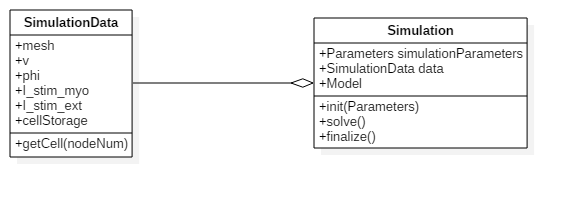 SimulationData
+mesh
+v
+phi
+I_stim_myo
+I_stim_ext
+cellStorage
+getCell(nodeNum)
Simulation
+Parameters simulationParameters
+SimulationData data
+Model
+init(Parameters)
+solve()
+finalize()